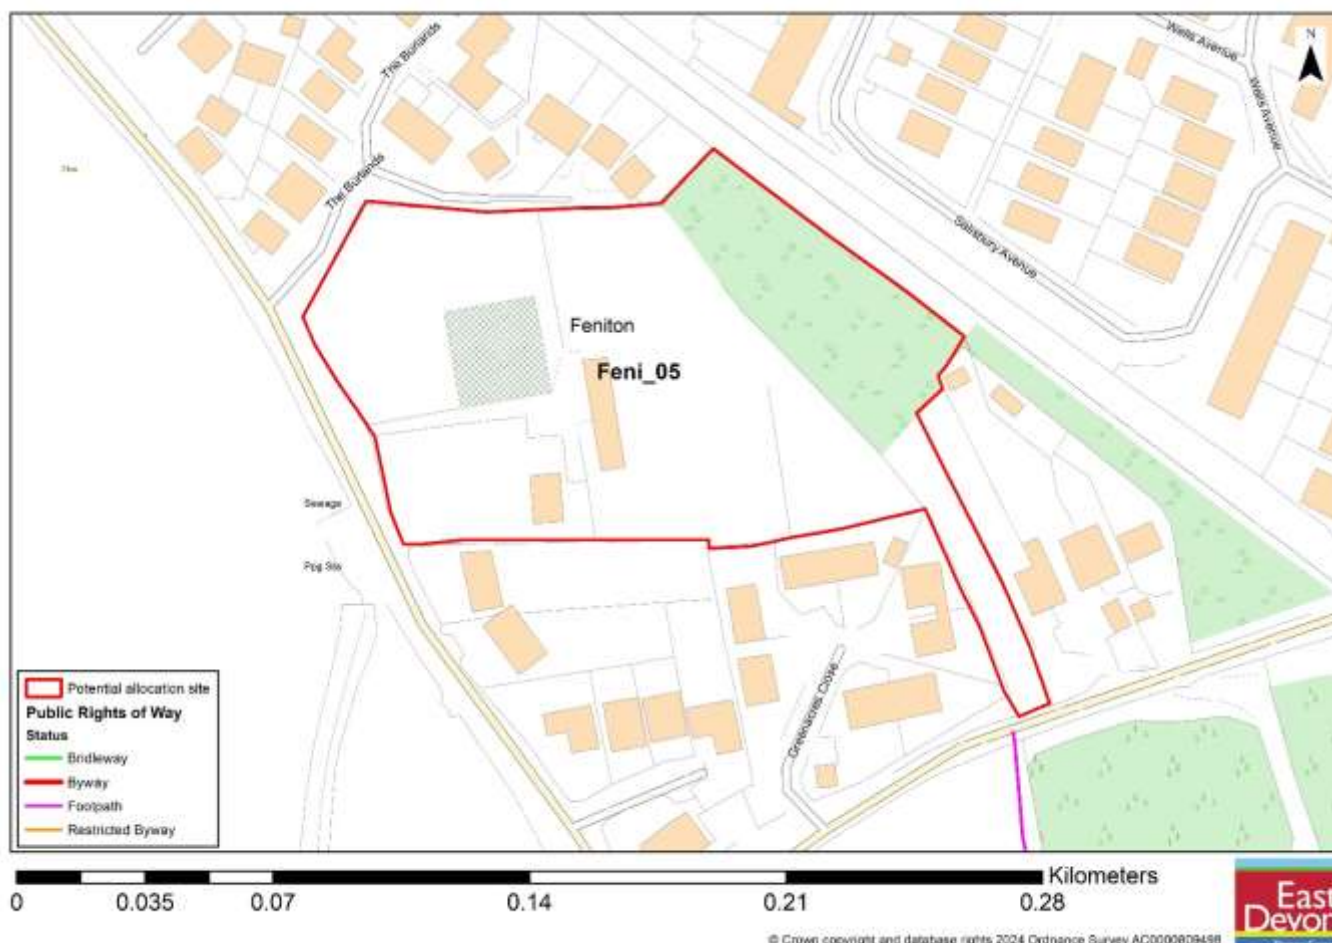 Wells Avenue
N
The Burlands
Wells Avenue
The Burlands
Salisbury Avenue
Feniton
Feni_05
Sewage
Ppg Sta
Greenacres Close
Potential allocation site
Public Rights of Way
Status
Bridleway
Byway
Footpath
Restricted Byway
Kilometers
0 0.035 0.07 0.14 0.21 0.28
East
Devon
© Crown copyright and database rights 2024 Ordnance Survey AC0000809498